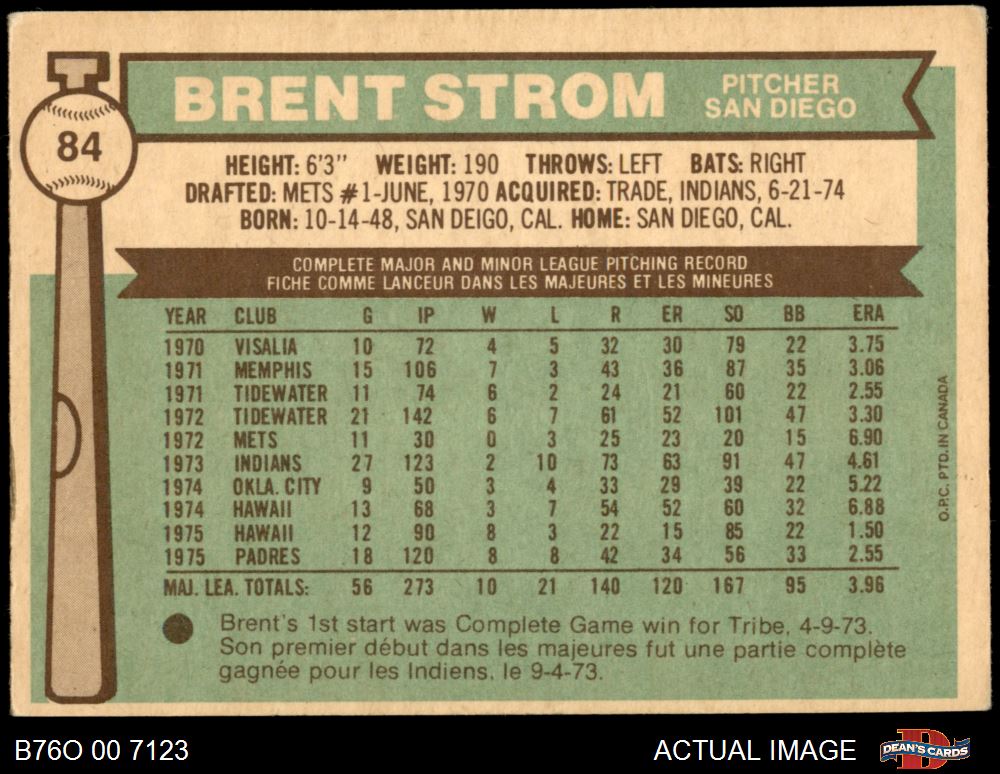 84
BRENT STROM
PITCHER
SAN DIEGO
HEIGHT: 6'3" WEIGHT: 190 THROWS: LEFT BATS: RIGHT
DRAFTED: METS #1-JUNE, 1970 ACQUIRED: TRADE, INDIANS, 6-21-74
BORN: 10-14-48, SAN DEIGO, CAL. HOME: SAN DIEGO, CAL.
COMPLETE MAJOR AND MINOR LEAGUE PITCHING RECORD
FICHE COMME LANCEUR DANS LES MAJEURES ET LES MINEURES
YEAR CLUB G IP W L R ER SO BB ERA
1970 VISALIA 10 72 4 5 32 30 79 22 3.75
1971 MEMPHIS 15 106 7 3 43 36 87 35 3.06
1971 TIDEWATER 11 74 6 2 24 21 60 22 2.55
1972 TIDEWATER 21 142 6 7 61 52 101 47 3.30
1972 METS 11 30 0 3 25 23 20 15 6.90
1973 INDIANS 27 123 2 10 73 63 91 47 4.61
1974 OKLA. CITY 9 50 3 4 33 29 39 22 5.22
1974 HAWAII 13 68 3 7 54 52 60 32 6.88
1975 HAWAII 12 90 8 3 22 15 85 22 1.50
1975 PADRES 18 120 8 8 42 34 56 33 2.55
MAJ. LEA. TOTALS: 56 273 10 21 140 120 167 95 3.96
Brent's 1st start was Complete Game win for Tribe, 4-9-73.
Son premier début dans les majeures fut une partie complète
gagnée pour les Indiens, le 9-4-73.
O.P.C. PTD. IN CANADA
B76O 00 7123
ACTUAL IMAGE
DEAN'S CARDS